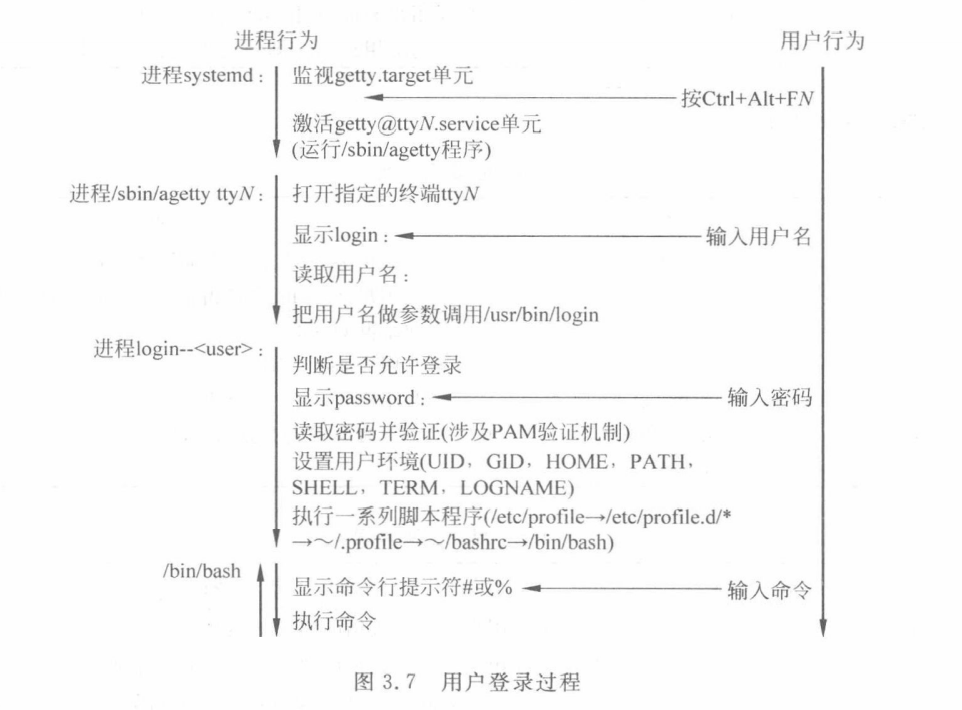 进程行为
用户行为
进程systemd：
监视getty.target单元
按Ctrl+Alt+FN
激活getty@ttyN.service单元
(运行/sbin/agetty程序)
进程/sbin/agetty ttyN：
打开指定的终端ttyN
显示login：
输入用户名
读取用户名：
把用户名做参数调用/usr/bin/login
进程login--<user>：
判断是否允许登录
显示password：
输入密码
读取密码并验证(涉及PAM验证机制)
设置用户环境(UID，GID，HOME，PATH，
SHELL，TERM，LOGNAME)
执行一系列脚本程序(/etc/profile→/etc/profile.d/*
→～/.profile→～/bashrc→/bin/bash)
/bin/bash
显示命令行提示符#或%
输入命令
执行命令
图 3.7 用户登录过程